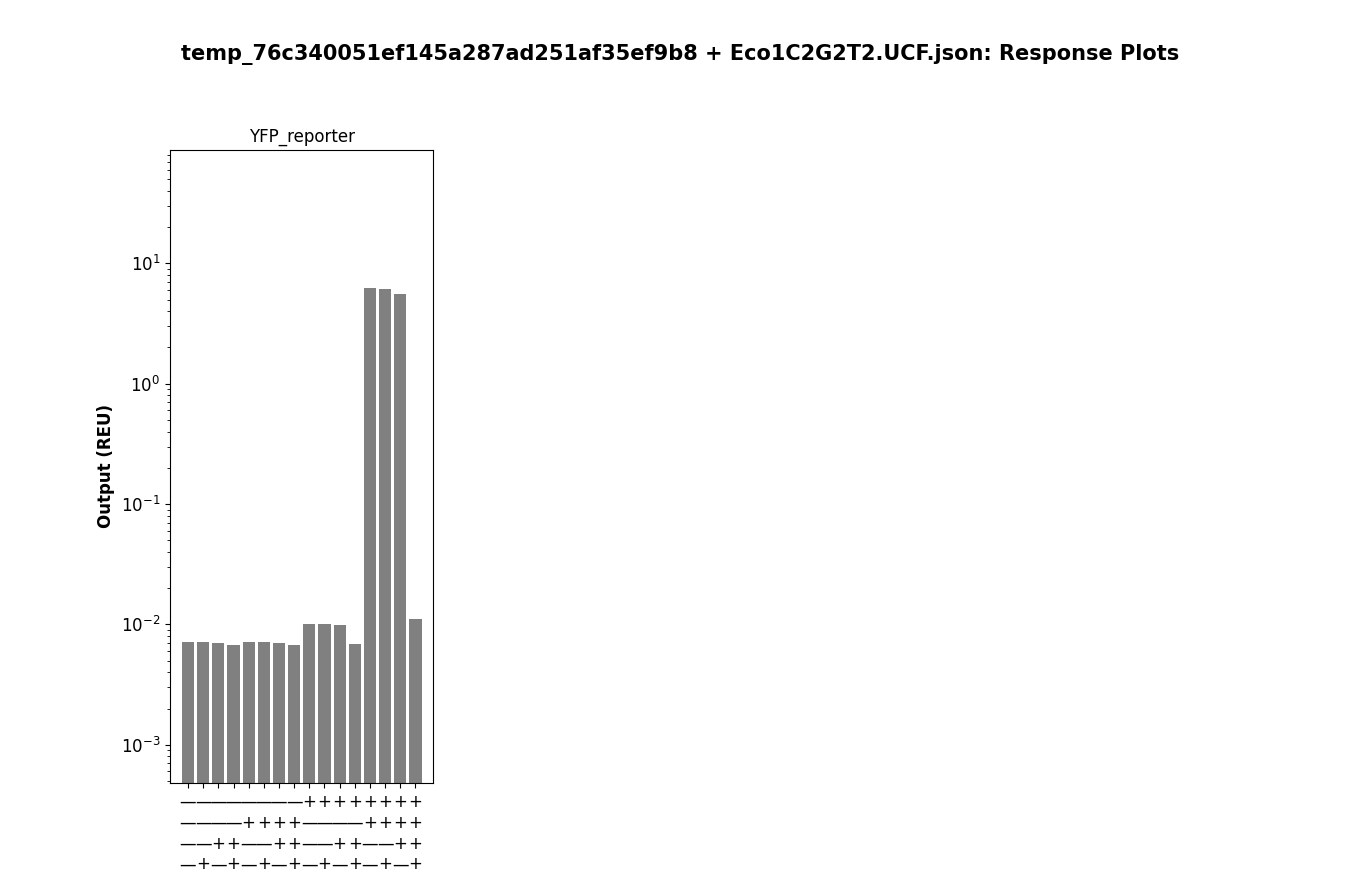 temp_76c340051ef145a287ad251af35ef9b8 + Eco1C2G2T2.UCF.json: Response Plots
YFP_reporter
Output (REU)
10¹
10⁰
10⁻¹
10⁻²
10⁻³
— — — — — — — — + + + + + + + +
— — — — + + + + — — — — + + + +
— — + + — — + + — — + + — — + +
— + — + — + — + — + — + — + — +